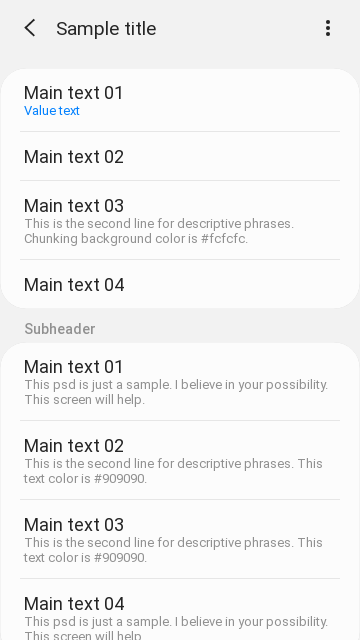 Sample title
Main text 01
Value text
Main text 02
Main text 03
This is the second line for descriptive phrases.
Chunking background color is #fcfcfc.
Main text 04
Subheader
Main text 01
This psd is just a sample. I believe in your possibility.
This screen will help.
Main text 02
This is the second line for descriptive phrases. This
text color is #909090.
Main text 03
This is the second line for descriptive phrases. This
text color is #909090.
Main text 04
This psd is just a sample. I believe in your possibility.
This screen will help.